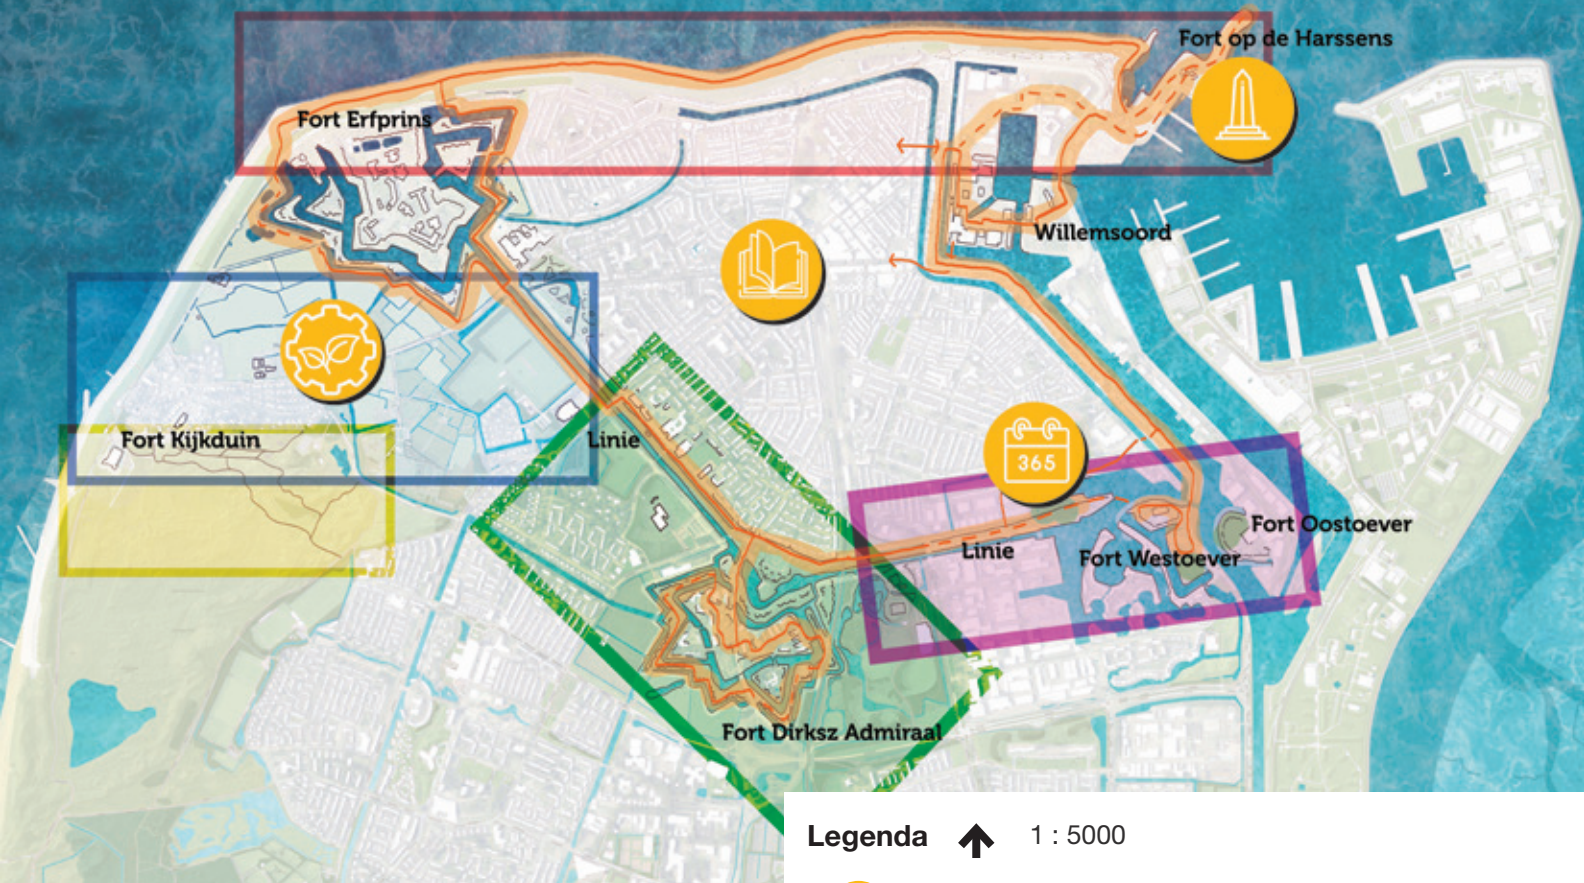 Fort op de Harssens
Fort Erfprins
Willemsoord
Fort Kijkduin
Linie
365
Fort Oostoever
Linie
Fort Westoever
Fort Dirksz Admiraal
Legenda 1 : 5000